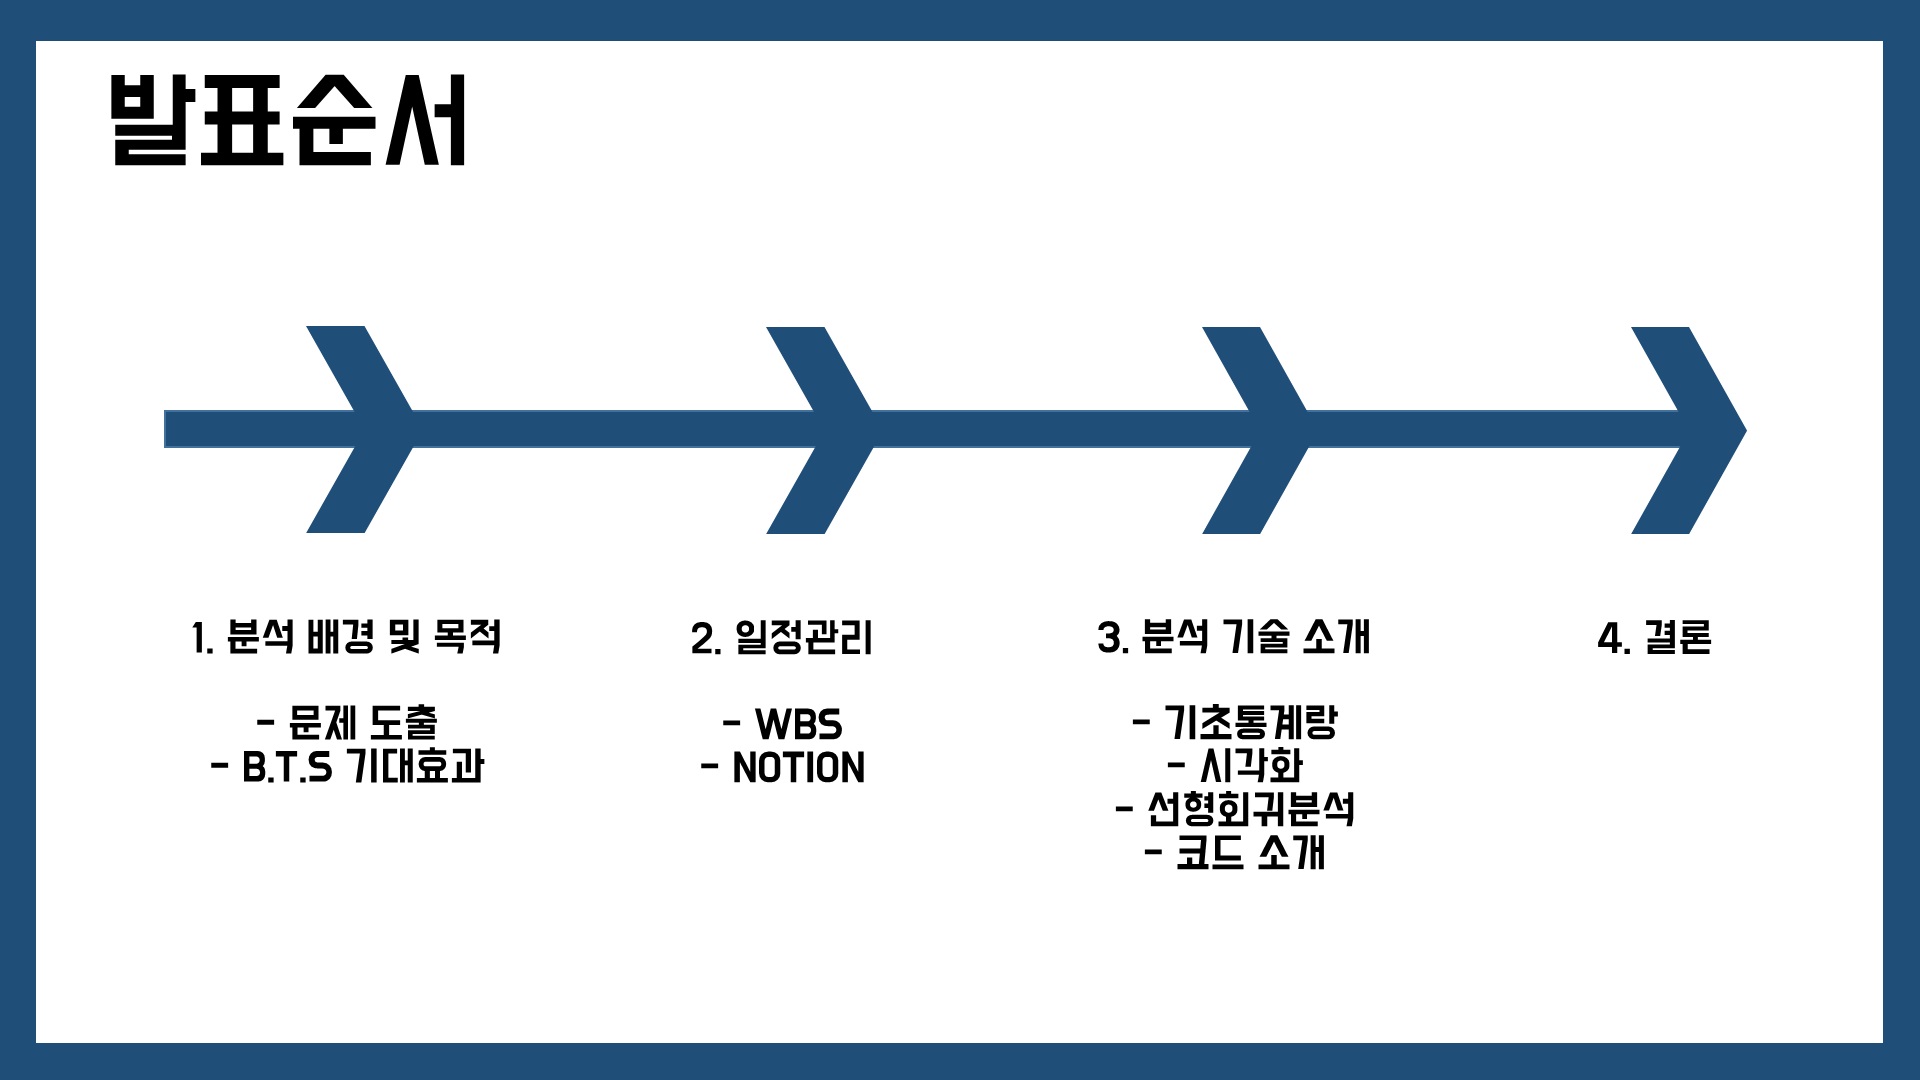 발표순서
1. 분석 배경 및 목적
- 문제 도출
- B.T.S 기대효과
2. 일정관리
- WBS
- NOTION
3. 분석 기술 소개
- 기초통계량
- 시각화
- 선형회귀분석
- 코드 소개
4. 결론